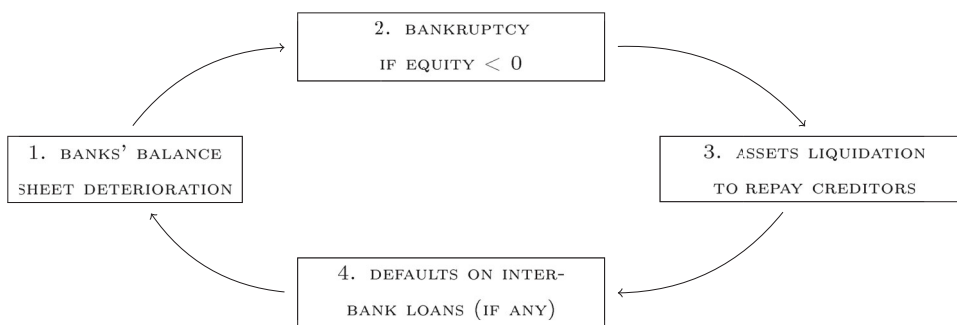 2. BANKRUPTCY
IF EQUITY < 0
1. BANKS' BALANCE
SHEET DETERIORATION
3. ASSETS LIQUIDATION
TO REPAY CREDITORS
4. DEFAULTS ON INTER-
BANK LOANS (IF ANY)